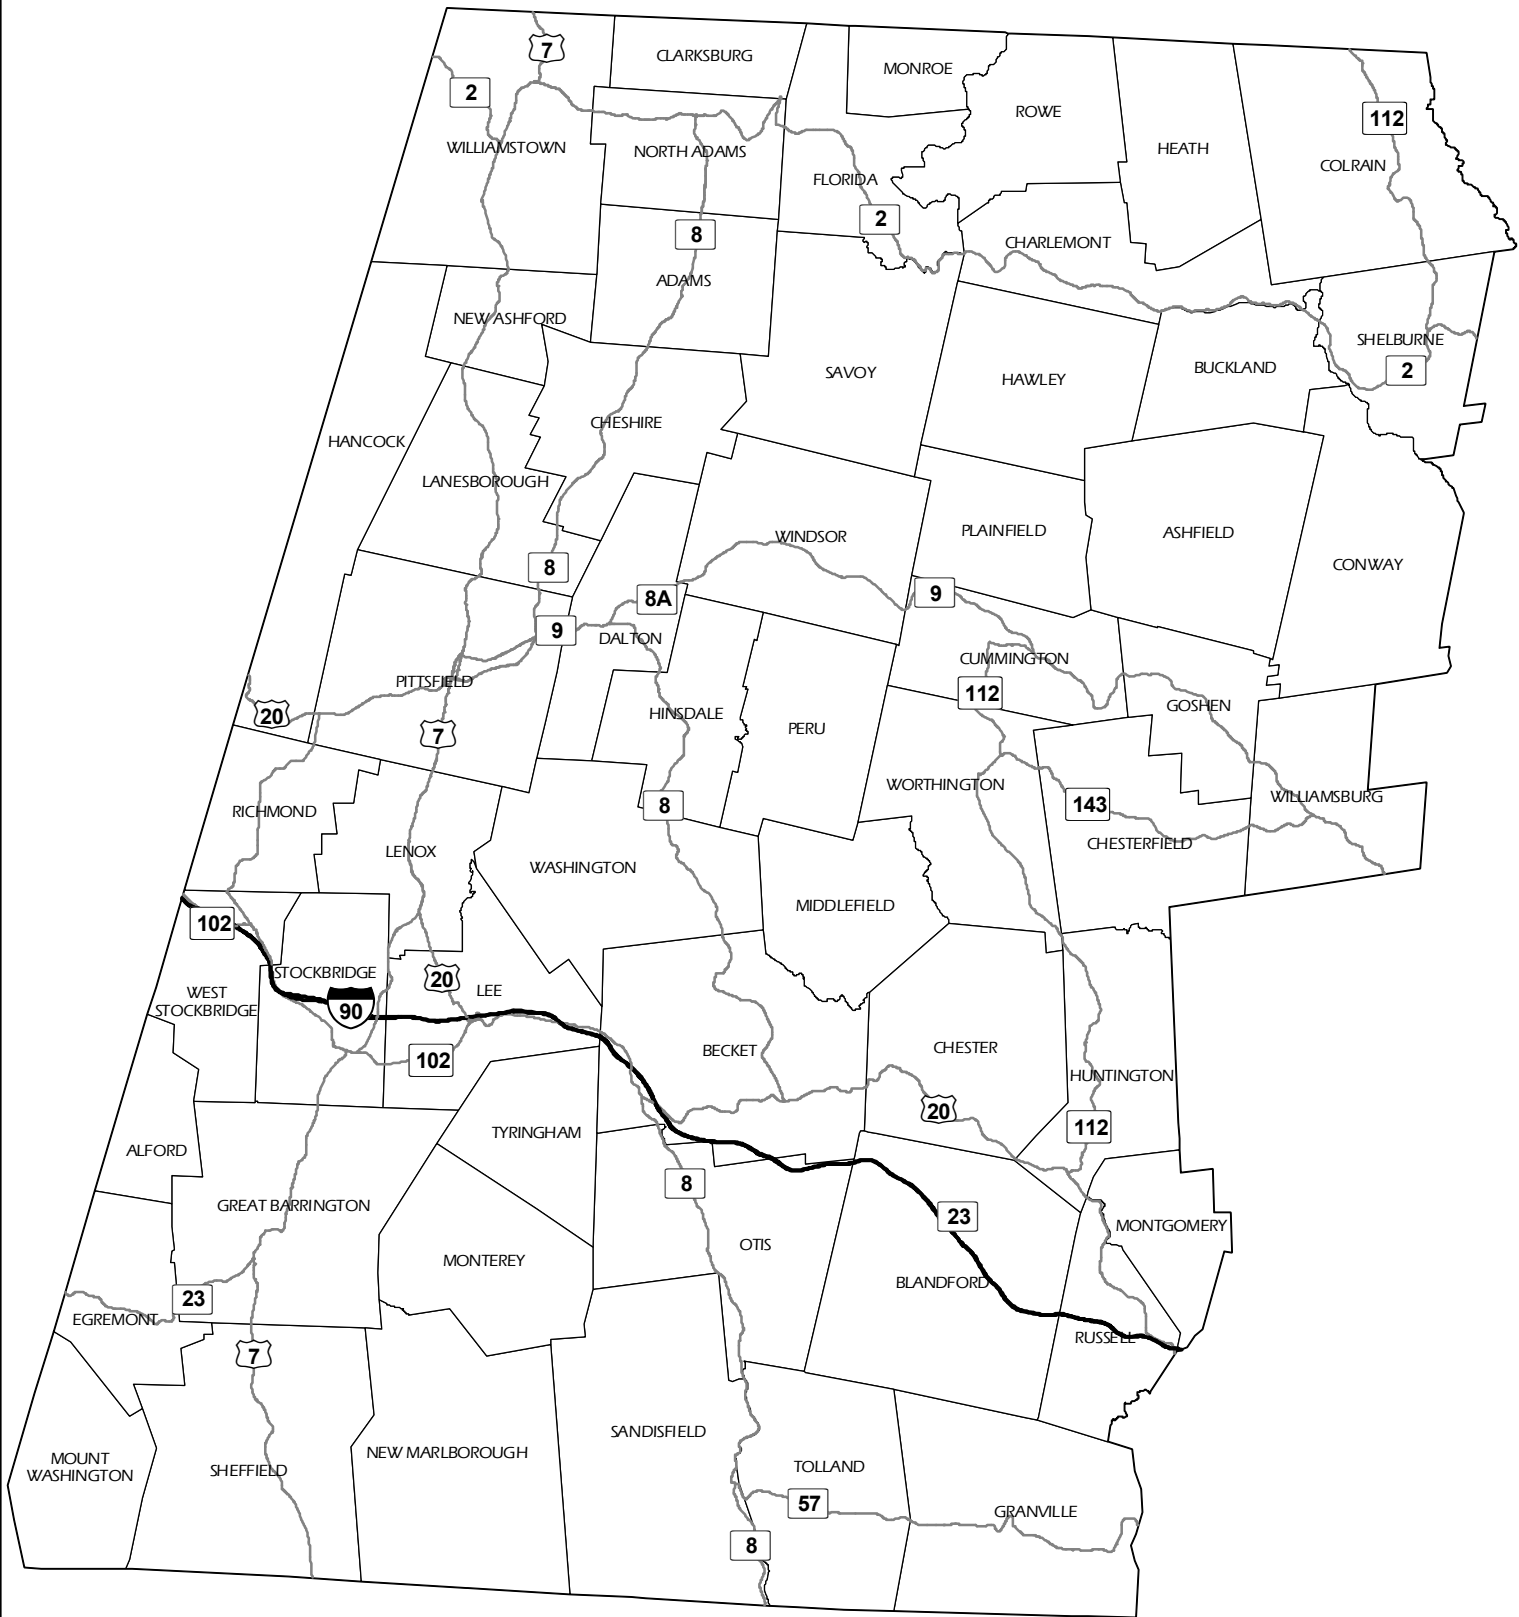 7
CLARKSBURG
MONROE
2
ROWE
112
WILLIAMSTOWN
NORTH ADAMS
HEATH
COLRAIN
FLORIDA
2
8
CHARLEMONT
ADAMS
NEW ASHFORD
SHELBURNE
2
SAVOY
HAWLEY
BUCKLAND
CHESHIRE
HANCOCK
LANESBOROUGH
WINDSOR
PLAINFIELD
ASHFIELD
CONWAY
8
8A
9
9
DALTON
CUMMINGTON
PITTSFIELD
112
GOSHEN
20
HINSDALE
7
PERU
WORTHINGTON
WILLIAMSBURG
RICHMOND
8
143
CHESTERFIELD
LENOX
WASHINGTON
MIDDLEFIELD
102
STOCKBRIDGE
20
LEE
WEST
STOCKBRIDGE
90
BECKET
CHESTER
102
HUNTINGTON
20
112
TYRINGHAM
ALFORD
8
GREAT BARRINGTON
23
MONTGOMERY
OTIS
MONTEREY
BLANDFORD
23
EGREMONT
RUSSELL
7
SANDISFIELD
NEW MARLBOROUGH
MOUNT
WASHINGTON
SHEFFIELD
TOLLAND
57
GRANVILLE
8